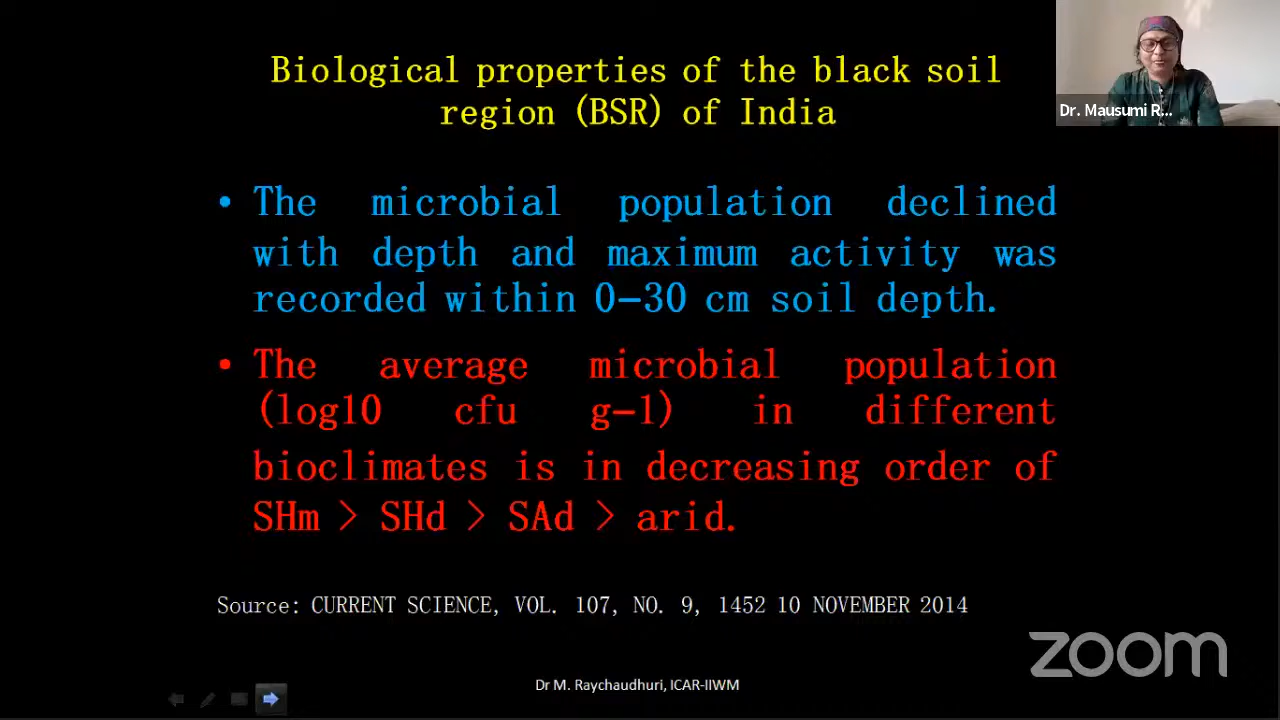 Biological properties of the black soil
region (BSR) of India
Dr. Mausumi R...
• The microbial population declined
with depth and maximum activity was
recorded within 0–30 cm soil depth.
• The average microbial population
(log10 cfu g–1) in different
bioclimates is in decreasing order of
SHm > SHd > SAd > arid.
Source: CURRENT SCIENCE, VOL. 107, NO. 9, 1452 10 NOVEMBER 2014
zoom
Dr M. Raychaudhuri, ICAR-IIWM